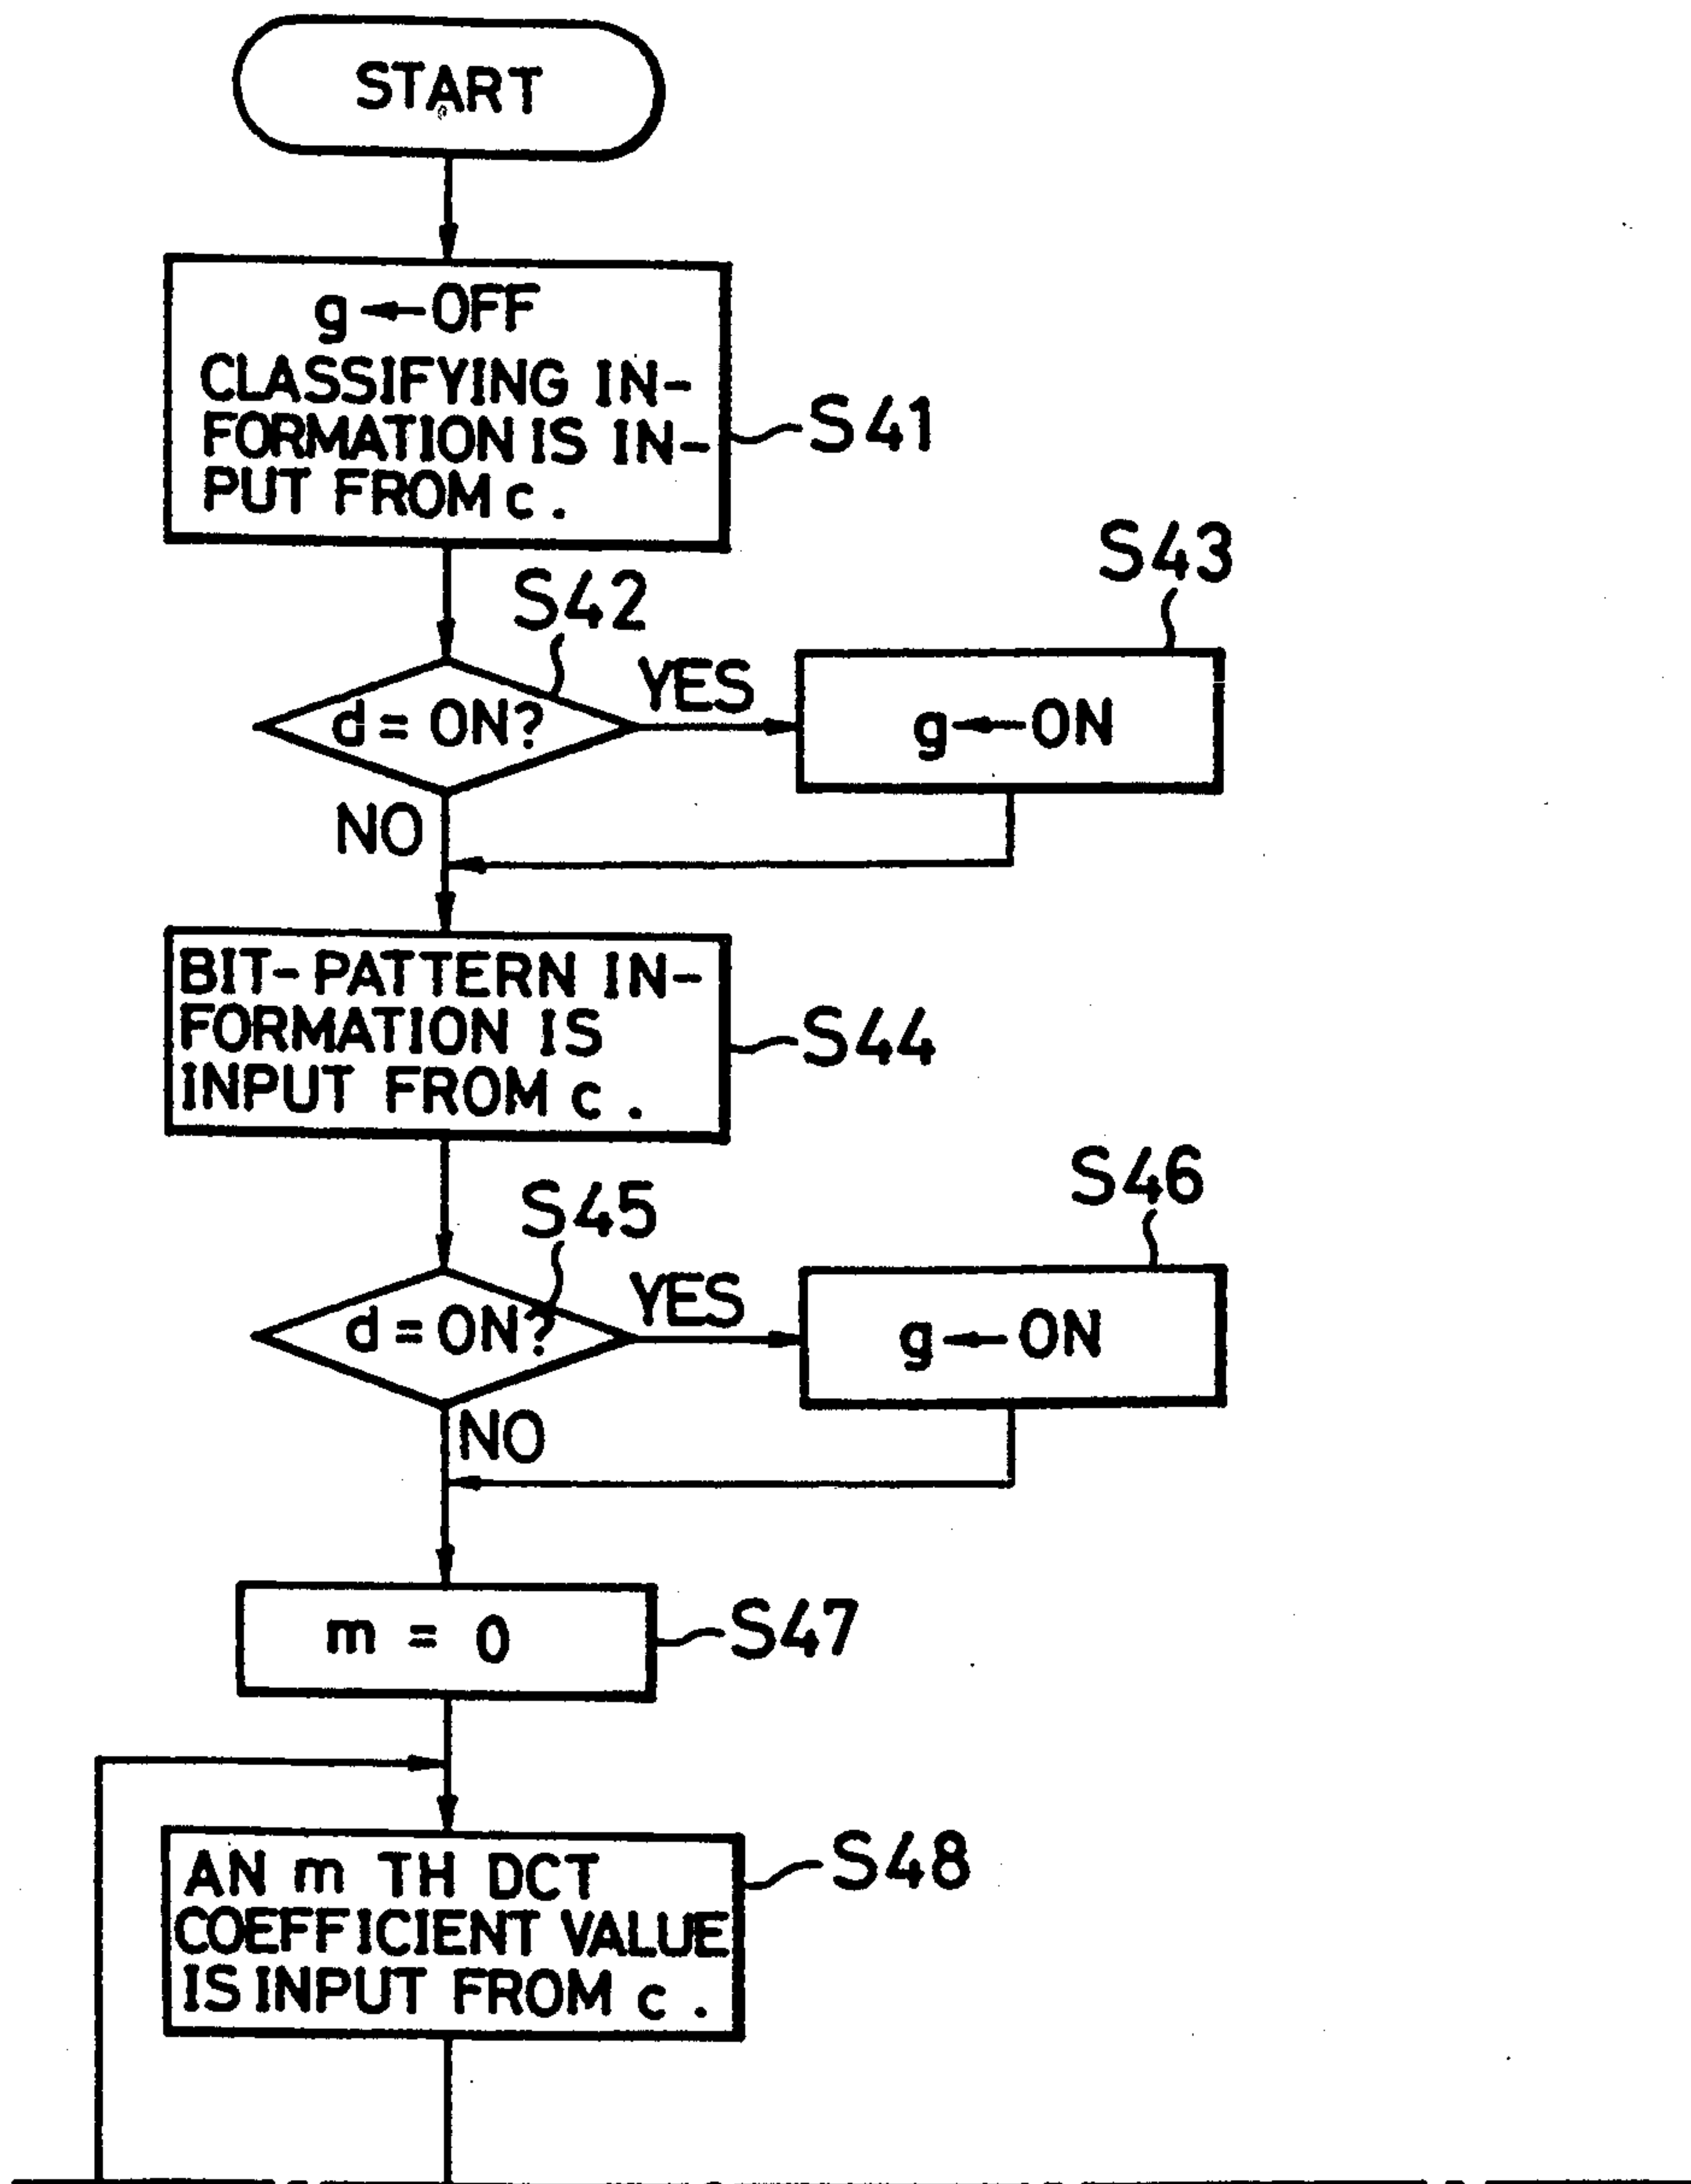 START
g←OFF
CLASSIFYING IN-
FORMATION IS IN-
PUT FROM c.
S41
S42
S43
d = ON?
YES
g←ON
NO
BIT-PATTERN IN-
FORMATION IS
INPUT FROM c.
S44
S45
S46
d = ON?
YES
g←ON
NO
m = 0
S47
AN m TH DCT
COEFFICIENT VALUE
IS INPUT FROM c.
S48